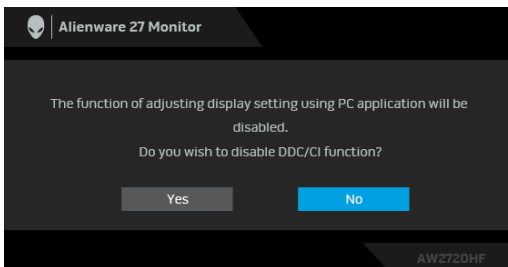 Alienware 27 Monitor
The function of adjusting display setting using PC application will be
disabled.
Do you wish to disable DDC/CI function?
Yes No
AW2720HF